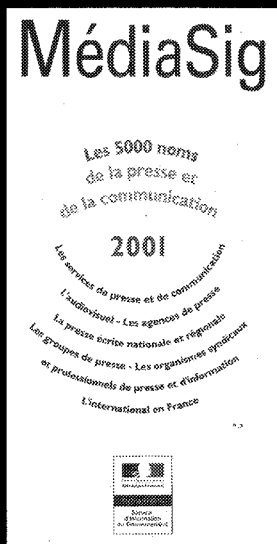 MédiaSig
Les 5000 noms
de la presse et
de la communication
2001
Les services de presse et de communication
L'audiovisuel - Les agences de presse
La presse écrite nationale et régionale
Les groupes de presse - Les organismes syndicaux
et professionnels de presse et d'information
L'international en France
Service
d'Information
du Gouvernement